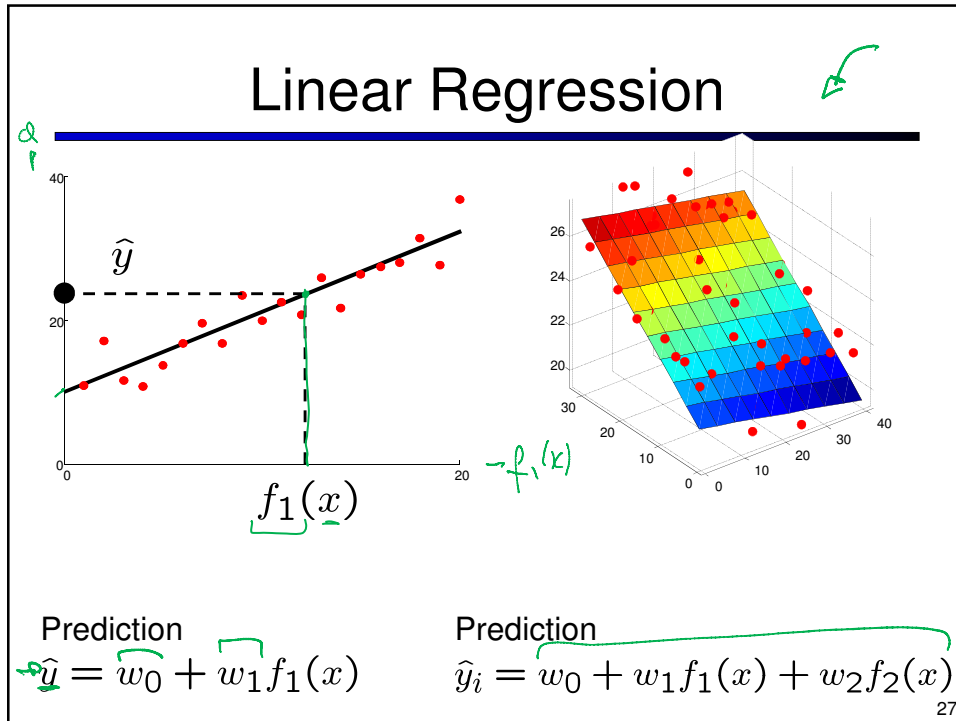 Linear Regression
40
ŷ
20
0
0
20
f₁(x)
f₁(x)
26
24
22
20
30
20
10
0
0
10
20
30
40
Prediction
ŷ = w₀ + w₁f₁(x)
Prediction
ŷᵢ = w₀ + w₁f₁(x) + w₂f₂(x)
27